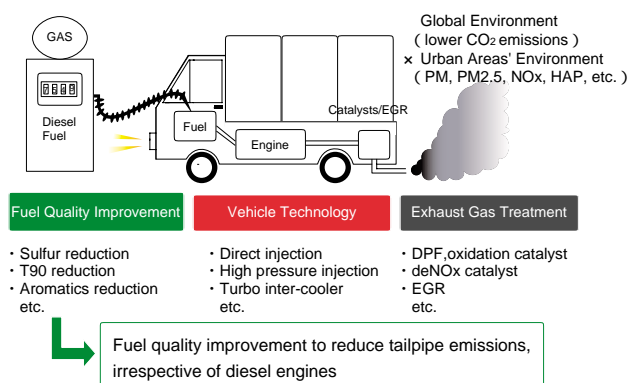 GAS
7549
Diesel
Fuel
Fuel
Engine
Catalysts/EGR
Global Environment
( lower CO₂ emissions )
× Urban Areas' Environment
( PM, PM2.5, NOx, HAP, etc. )
Fuel Quality Improvement
・ Sulfur reduction
・ T90 reduction
・ Aromatics reduction
etc.
Vehicle Technology
・ Direct injection
・ High pressure injection
・ Turbo inter-cooler
etc.
Exhaust Gas Treatment
・ DPF,oxidation catalyst
・ deNOx catalyst
・ EGR
etc.
Fuel quality improvement to reduce tailpipe emissions,
irrespective of diesel engines